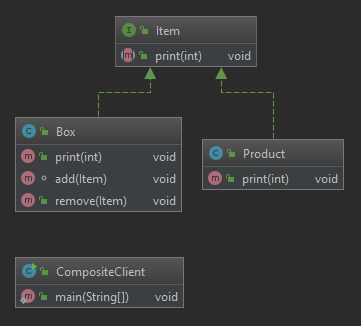 Item
print(int) void
Box
print(int) void
add(Item) void
remove(Item) void
Product
print(int) void
CompositeClient
main(String[]) void